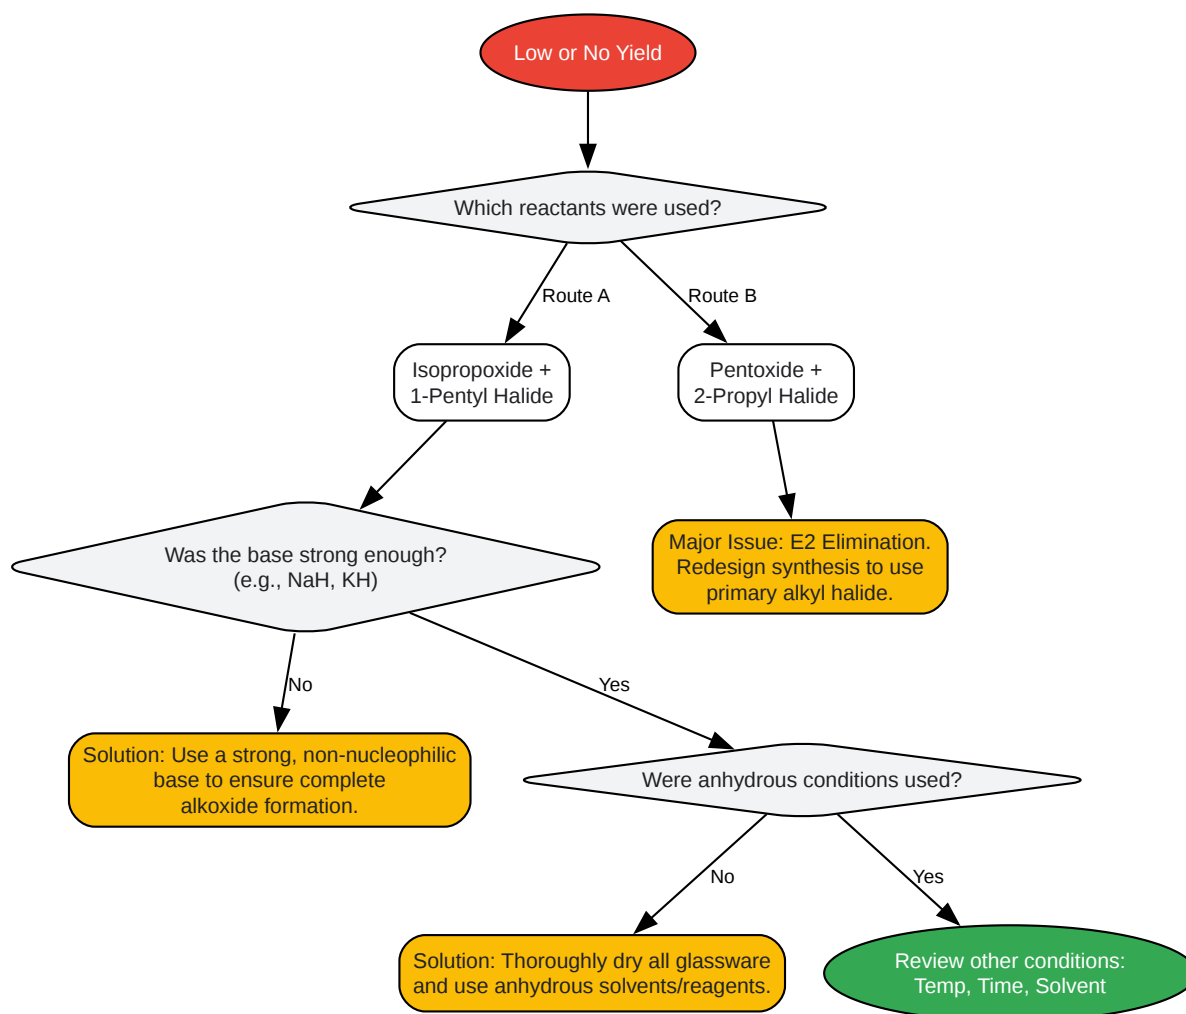 Low or No Yield
Which reactants were used?
Route A
Route B
Isopropoxide +
1-Pentyl Halide
Pentoxide +
2-Propyl Halide
Was the base strong enough?
(e.g., NaH, KH)
Major Issue: E2 Elimination.
Redesign synthesis to use
primary alkyl halide.
No
Yes
Solution: Use a strong, non-nucleophilic
base to ensure complete
alkoxide formation.
Were anhydrous conditions used?
No
Yes
Solution: Thoroughly dry all glassware
and use anhydrous solvents/reagents.
Review other conditions:
Temp, Time, Solvent